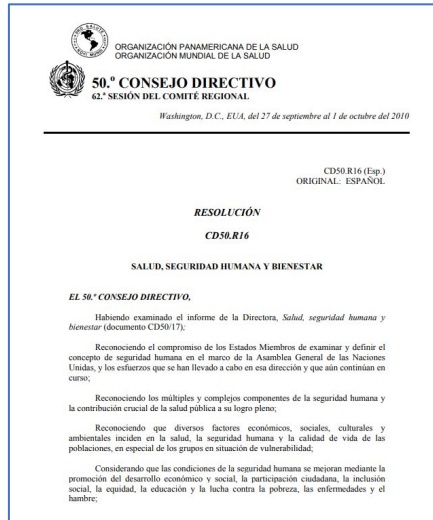 ORGANIZACIÓN PANAMERICANA DE LA SALUD
ORGANIZACIÓN MUNDIAL DE LA SALUD
50.º CONSEJO DIRECTIVO
62.ª SESIÓN DEL COMITÉ REGIONAL
Washington, D.C., EUA, del 27 de septiembre al 1 de octubre del 2010
CD50.R16 (Esp.)
ORIGINAL: ESPAÑOL
RESOLUCIÓN
CD50.R16
SALUD, SEGURIDAD HUMANA Y BIENESTAR
EL 50.º CONSEJO DIRECTIVO,
Habiendo examinado el informe de la Directora, Salud, seguridad humana y
bienestar (documento CD50/17);
Reconociendo el compromiso de los Estados Miembros de examinar y definir el
concepto de seguridad humana en el marco de la Asamblea General de las Naciones
Unidas, y los esfuerzos que se han llevado a cabo en esa dirección y que aún continúan en
curso;
Reconociendo los múltiples y complejos componentes de la seguridad humana y
la contribución crucial de la salud pública a su logro pleno;
Reconociendo que diversos factores económicos, sociales, culturales y
ambientales inciden en la salud, la seguridad humana y la calidad de vida de las
poblaciones, en especial de los grupos en situación de vulnerabilidad;
Considerando que las condiciones de la seguridad humana se mejoran mediante la
promoción del desarrollo económico y social, la participación ciudadana, la inclusión
social, la equidad, la educación y la lucha contra la pobreza, las enfermedades y el
hambre;